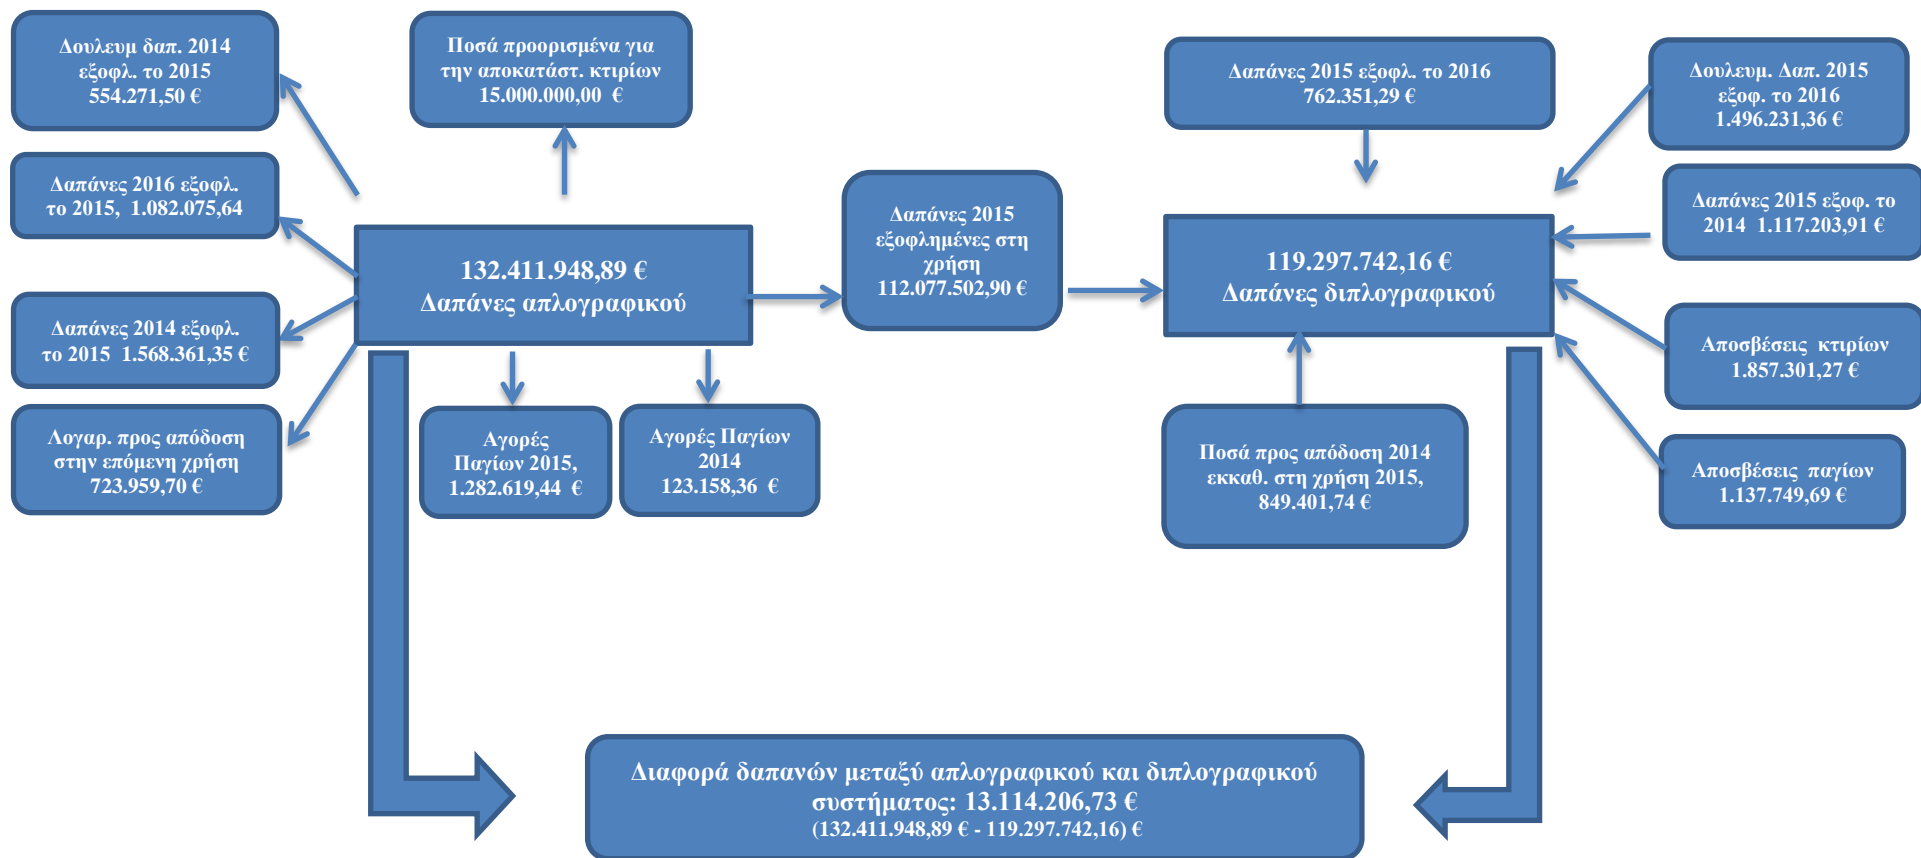 Δουλευμ δαπ. 2014
εξοφλ. το 2015
554.271,50 €
Ποσά προορισμένα για
την αποκατάστ. κτιρίων
15.000.000,00 €
Δαπάνες 2015 εξοφλ. το 2016
762.351,29 €
Δουλευμ. Δαπ. 2015
εξοφ. το 2016
1.496.231,36 €
Δαπάνες 2016 εξοφλ.
το 2015, 1.082.075,64
Δαπάνες 2015
εξοφλημένες στη
χρήση
112.077.502,90 €
Δαπάνες 2015 εξοφ. το
2014 1.117.203,91 €
132.411.948,89 €
Δαπάνες απλογραφικού
119.297.742,16 €
Δαπάνες διπλογραφικού
Δαπάνες 2014 εξοφλ.
το 2015 1.568.361,35 €
Αποσβέσεις κτιρίων
1.857.301,27 €
Λογαρ. προς απόδοση
στην επόμενη χρήση
723.959,70 €
Αγορές
Παγίων 2015,
1.282.619,44 €
Αγορές Παγίων
2014
123.158,36 €
Ποσά προς απόδοση 2014
εκκαθ. στη χρήση 2015,
849.401,74 €
Αποσβέσεις παγίων
1.137.749,69 €
Διαφορά δαπανών μεταξύ απλογραφικού και διπλογραφικού
συστήματος: 13.114.206,73 €
(132.411.948,89 € - 119.297.742,16) €